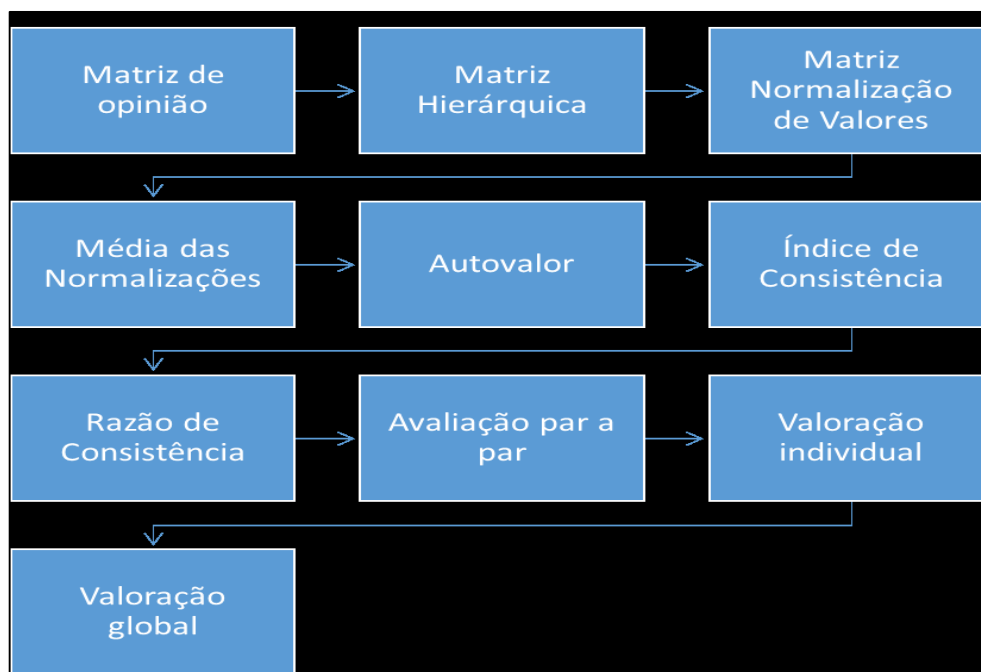 Matriz de
opinião
Matriz
Hierárquica
Matriz
Normalização
de Valores
Média das
Normalizações
Autovalor
Índice de
Consistência
Razão de
Consistência
Avaliação par a
par
Valoração
individual
Valoração
global